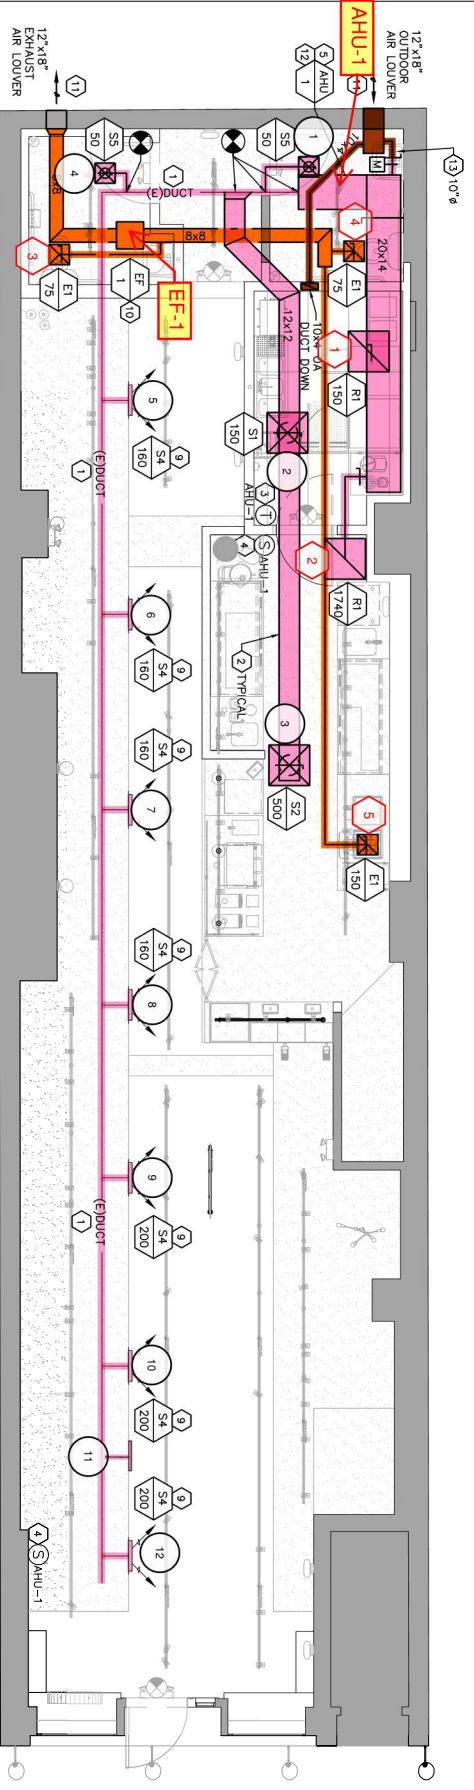 12"x18"
OUTDOOR
AIR LOUVER
12"x18"
EXHAUST
AIR LOUVER
11
11
AHU-1
AHU
1
5
12
13
10"ø
M
1
S5
50
S5
50
4
1
(E)DUCT
4
20x14
8x8
8x8
3
E1
75
EF
1
10
EF-1
E1
75
10x4 OA
DUCT DOWN
12x12
1
R1
150
5
S4
160
9
S1
150
2
(E)DUCT
1
3
T
AHU-1
4
S
AHU-1
2
R1
1740
6
S4
160
9
2
TYPICAL
3
S2
500
S4
160
9
7
5
E1
150
S4
160
9
8
9
S4
200
9
(E)DUCT
1
10
S4
200
9
11
S4
200
9
12
4
S
AHU-1